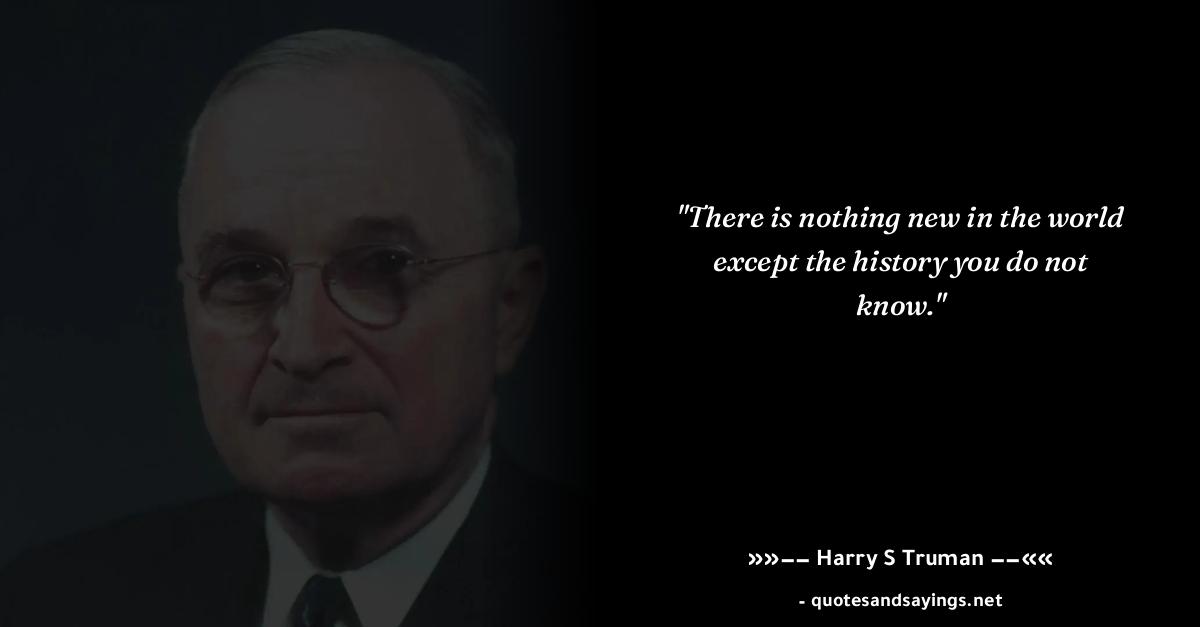 "There is nothing new in the world
except the history you do not
know."
»»−− Harry S Truman −−««
- quotesandsayings.net